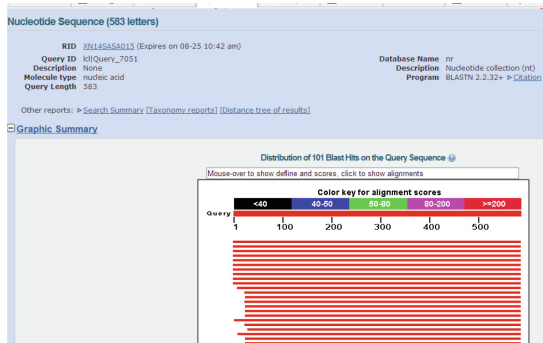 Nucleotide Sequence (583 letters)
RID XN14SASA015 (Expires on 08-25 10:42 am)
Query ID lcl|Query_7051
Description None
Molecule type nucleic acid
Query Length 583
Database Name nr
Description Nucleotide collection (nt)
Program BLASTN 2.2.32+ Citation
Other reports: Search Summary [Taxonomy reports] [Distance tree of results]
Graphic Summary
Distribution of 101 Blast Hits on the Query Sequence
Mouse-over to show define and scores, click to show alignments
Color key for alignment scores
<40 40-50 50-80 80-200 >=200
Query
1 100 200 300 400 500